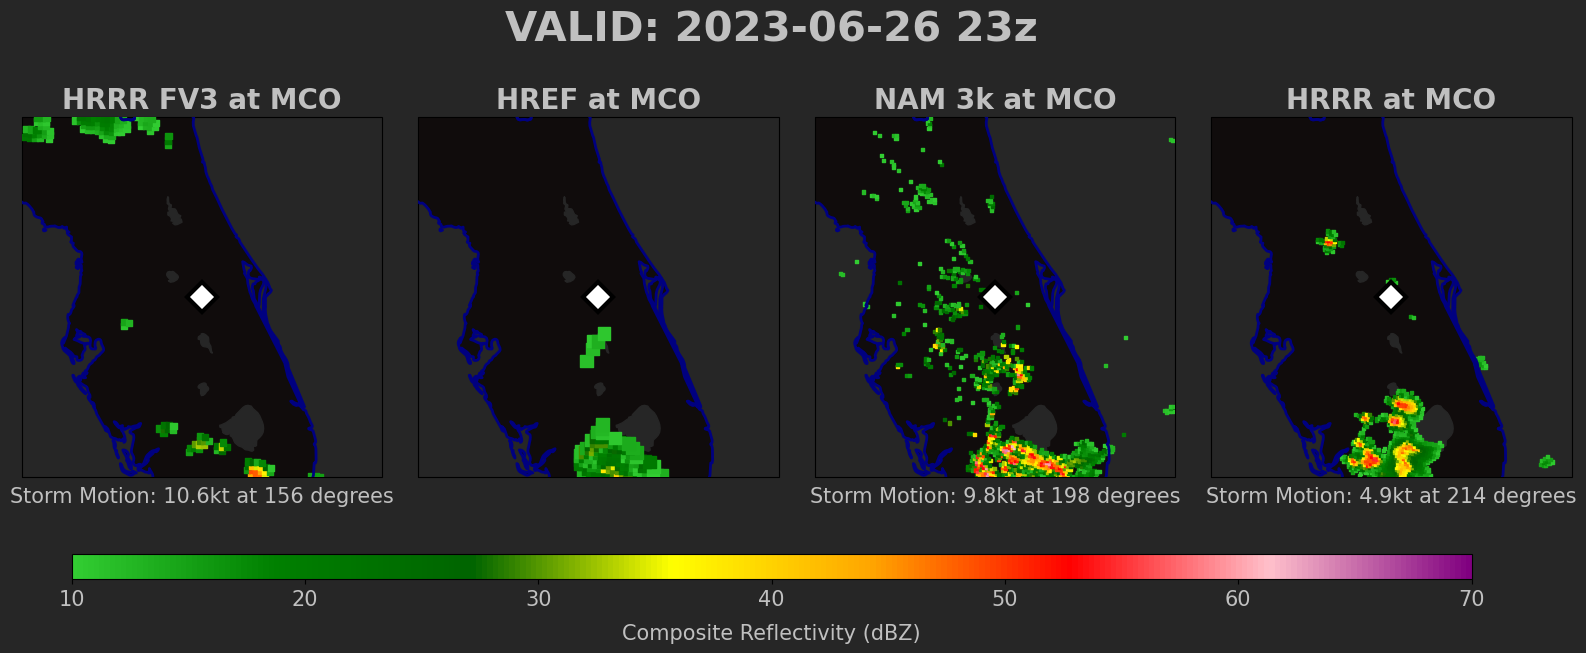 VALID: 2023-06-26 23z
HRRR FV3 at MCO
HREF at MCO
NAM 3k at MCO
HRRR at MCO
Storm Motion: 10.6kt at 156 degrees
Storm Motion: 9.8kt at 198 degrees
Storm Motion: 4.9kt at 214 degrees
10 20 30 40 50 60 70
Composite Reflectivity (dBZ)